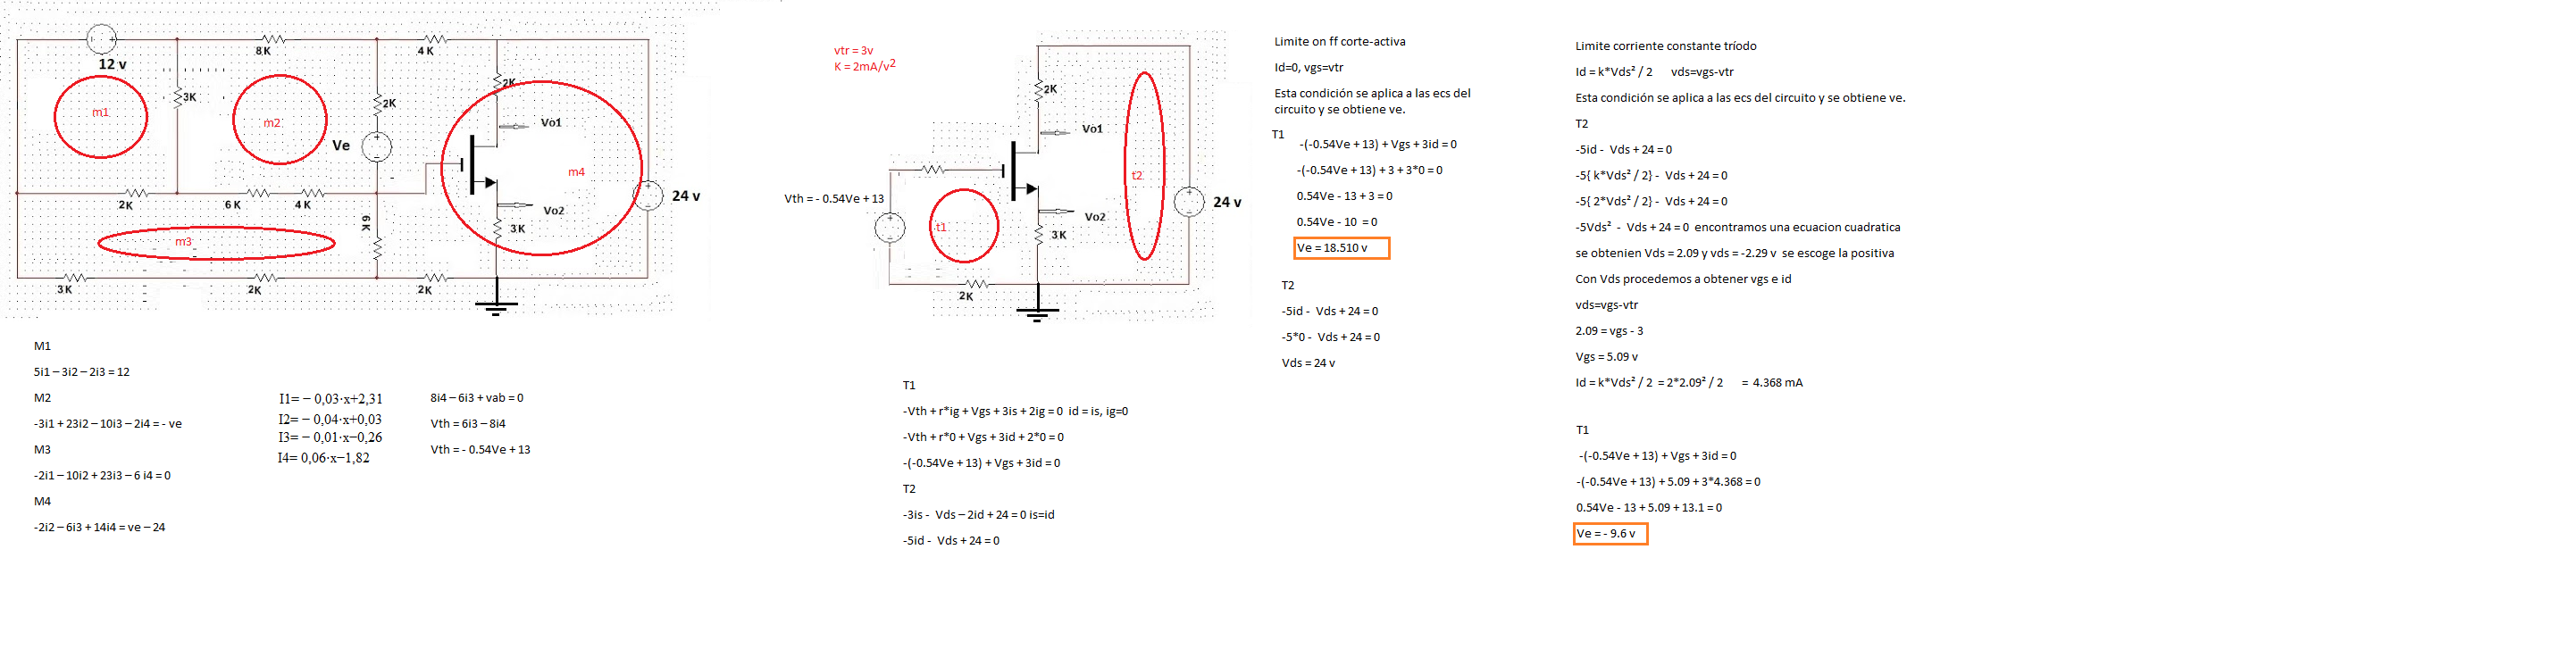 12 v
8K
4 K
3K
2K
2K
m1
m2
Ve
Vo1
m4
24 v
2K
6 K
4 K
Vo2
6K
3K
m3
3K
2K
2K
vtr = 3v
K = 2mA/v²
2K
Vo1
t2
Vth = - 0.54Ve + 13
24 v
t1
Vo2
3K
2K
M1
5i1 – 3i2 – 2i3 = 12
M2
-3i1 + 23i2 – 10i3 – 2i4 = - ve
M3
-2i1 – 10i2 + 23i3 – 6 i4 = 0
M4
-2i2 – 6i3 + 14i4 = ve – 24
I1= − 0,03·x+2,31
I2= − 0,04·x+0,03
I3= − 0,01·x−0,26
I4= 0,06·x−1,82
8i4 – 6i3 + vab = 0
Vth = 6i3 – 8i4
Vth = - 0.54Ve + 13
T1
-Vth + r*ig + Vgs + 3is + 2ig = 0 id = is, ig=0
-Vth + r*0 + Vgs + 3id + 2*0 = 0
-(-0.54Ve + 13) + Vgs + 3id = 0
T2
-3is - Vds – 2id + 24 = 0 is=id
-5id - Vds + 24 = 0
Limite on ff corte-activa
Id=0, vgs=vtr
Esta condición se aplica a las ecs del
circuito y se obtiene ve.
T1
-(-0.54Ve + 13) + Vgs + 3id = 0
-(-0.54Ve + 13) + 3 + 3*0 = 0
0.54Ve - 13 + 3 = 0
0.54Ve - 10 = 0
Ve = 18.510 v
T2
-5id - Vds + 24 = 0
-5*0 - Vds + 24 = 0
Vds = 24 v
Limite corriente constante tríodo
Id = k*Vds² / 2 vds=vgs-vtr
Esta condición se aplica a las ecs del circuito y se obtiene ve.
T2
-5id - Vds + 24 = 0
-5{ k*Vds² / 2} - Vds + 24 = 0
-5{ 2*Vds² / 2} - Vds + 24 = 0
-5Vds² - Vds + 24 = 0 encontramos una ecuacion cuadratica
se obtenien Vds = 2.09 y vds = -2.29 v se escoge la positiva
Con Vds procedemos a obtener vgs e id
vds=vgs-vtr
2.09 = vgs - 3
Vgs = 5.09 v
Id = k*Vds² / 2 = 2*2.09² / 2 = 4.368 mA
T1
-(-0.54Ve + 13) + Vgs + 3id = 0
-(-0.54Ve + 13) + 5.09 + 3*4.368 = 0
0.54Ve - 13 + 5.09 + 13.1 = 0
Ve = - 9.6 v